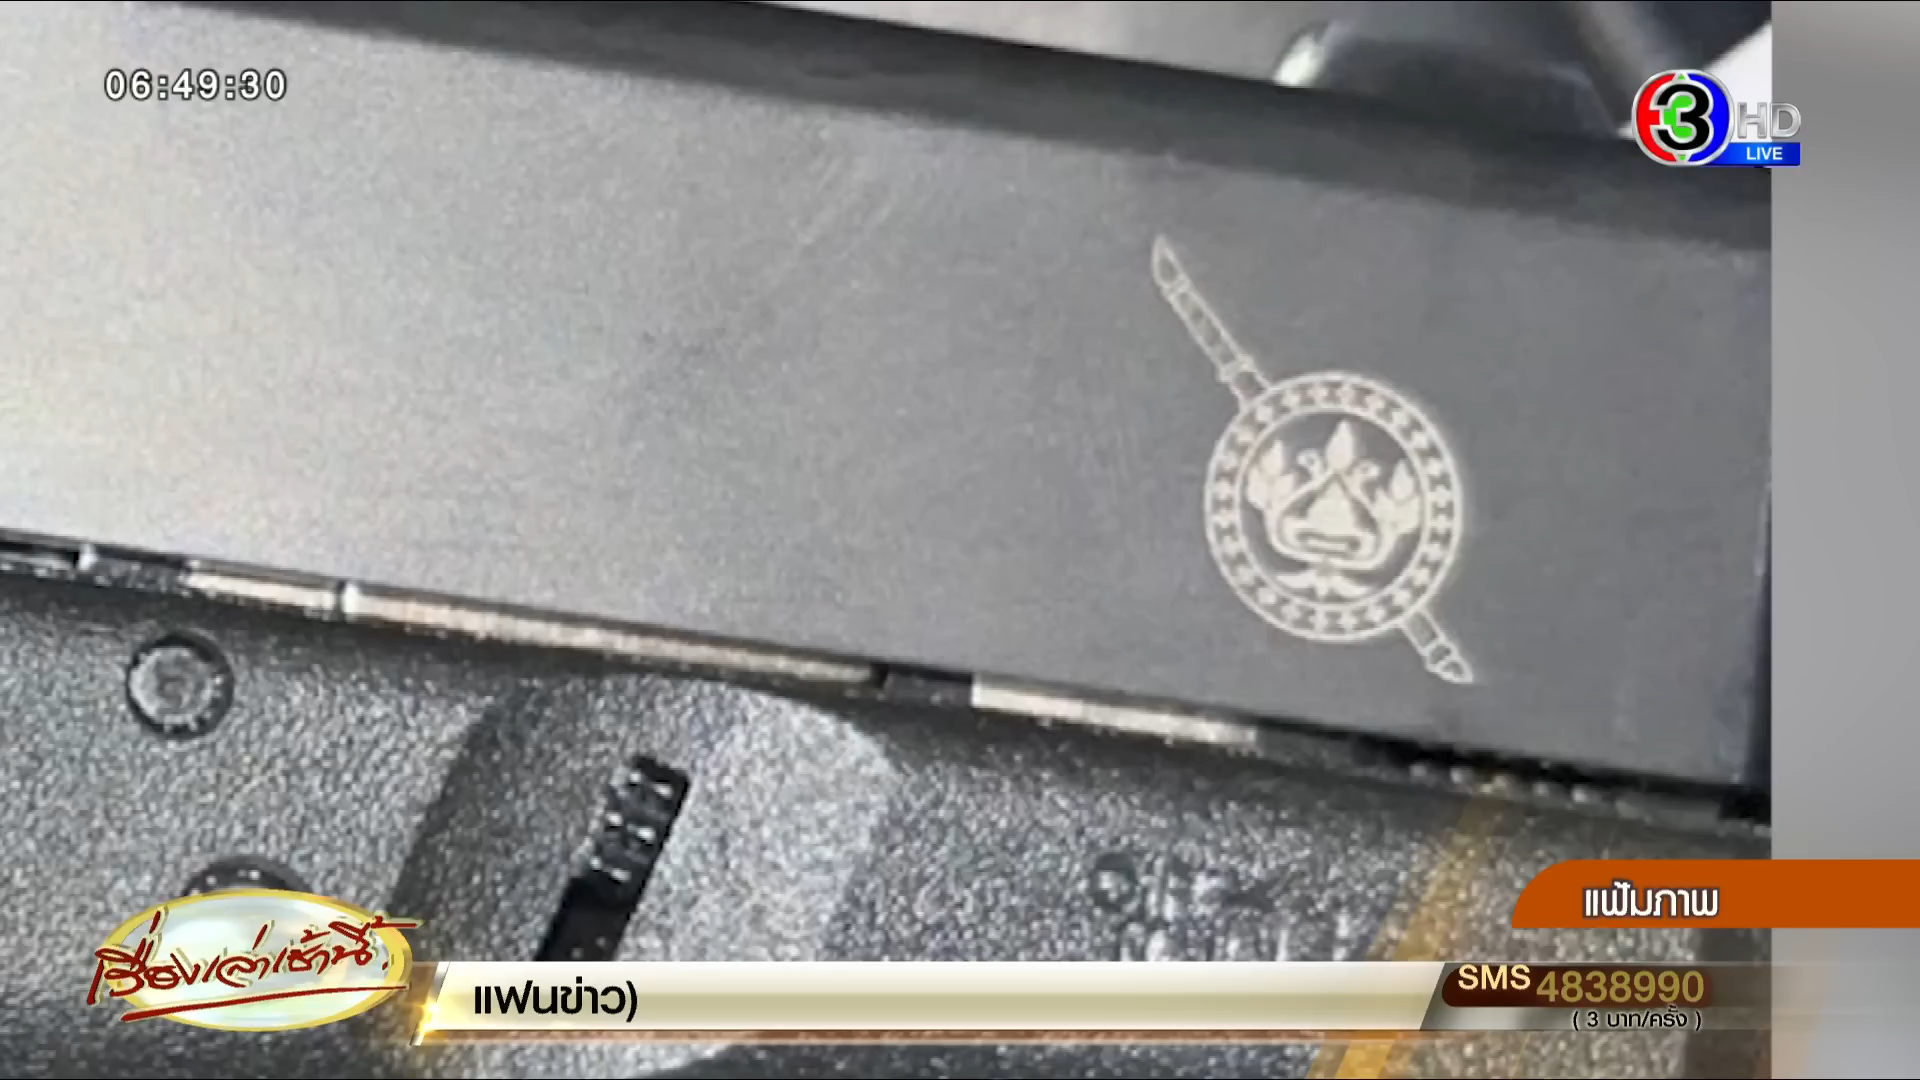 06:49:30
3 HD
LIVE
แฟ้มภาพ
เรื่องเล่าเช้านี้
แฟนข่าว)
SMS 4838990
( 3 บาท/ครั้ง )